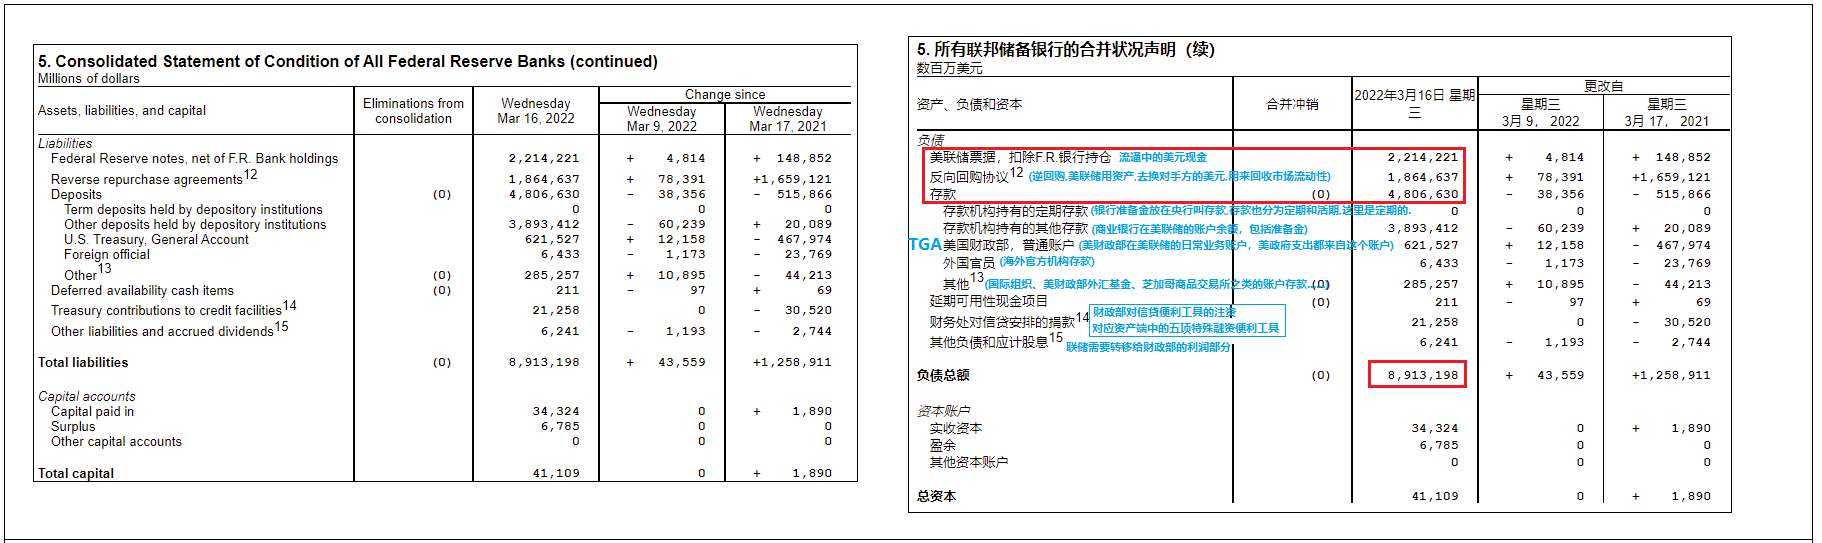 5. Consolidated Statement of Condition of All Federal Reserve Banks (continued)
Millions of dollars
Assets, liabilities, and capital
Eliminations from consolidation
Wednesday Mar 16, 2022
Change since
Wednesday Mar 9, 2022
Wednesday Mar 17, 2021
Liabilities
Federal Reserve notes, net of F.R. Bank holdings 2,214,221 + 4,814 + 148,852
Reverse repurchase agreements12 1,864,637 + 78,391 +1,659,121
Deposits (0) 4,806,630 - 38,356 - 515,866
Term deposits held by depository institutions 0 0 0
Other deposits held by depository institutions 3,893,412 - 60,239 + 20,089
U.S. Treasury, General Account 621,527 + 12,158 - 467,974
Foreign official 6,433 - 1,173 - 23,769
Other13 (0) 285,257 + 10,895 - 44,213
Deferred availability cash items (0) 211 - 97 + 69
Treasury contributions to credit facilities14 21,258 0 - 30,520
Other liabilities and accrued dividends15 6,241 - 1,193 - 2,744
Total liabilities (0) 8,913,198 + 43,559 +1,258,911
Capital accounts
Capital paid in 34,324 0 + 1,890
Surplus 6,785 0 0
Other capital accounts 0 0 0
Total capital 41,109 0 + 1,890
5. 所有联邦储备银行的合并状况声明（续）
数百万美元
资产、负债和资本
合并冲销
2022年3月16日 星期三
更改自
星期三 3月 9， 2022
星期三 3月 17，2021
负债
美联储票据，扣除F.R.银行持仓 流通中的美元现金 2,214,221 + 4,814 + 148,852
反向回购协议12 (逆回购,美联储用资产,去换对手方的美元,用来回收市场流动性) 1,864,637 + 78,391 +1,659,121
存款 (0) 4,806,630 - 38,356 - 515,866
存款机构持有的定期存款 (银行准备金放在央行叫存款,存款也分为定期和活期,这里是定期的. 0 0 0
存款机构持有的其他存款 (商业银行在美联储的账户余额，包括准备金) 3,893,412 - 60,239 + 20,089
TGA美国财政部，普通账户 (美财政部在美联储的日常业务账户，美政府支出都来自这个账户) 621,527 + 12,158 - 467,974
外国官员 (海外官方机构存款) 6,433 - 1,173 - 23,769
其他13 (国际组织、美财政部外汇基金、芝加哥商品交易所之类的账户存款......) (0) 285,257 + 10,895 - 44,213
延期可用性现金项目 (0) 211 - 97 + 69
财务处对信贷安排的捐款14 财政部对信贷便利工具的注资 21,258 0 - 30,520
对应资产端中的五项特殊融资便利工具
其他负债和应计股息15 联储需要转移给财政部的利润部分 6,241 - 1,193 - 2,744
负债总额 (0) 8,913,198 + 43,559 +1,258,911
资本账户
实收资本 34,324 0 + 1,890
盈余 6,785 0 0
其他资本账户 0 0 0
总资本 41,109 0 + 1,890